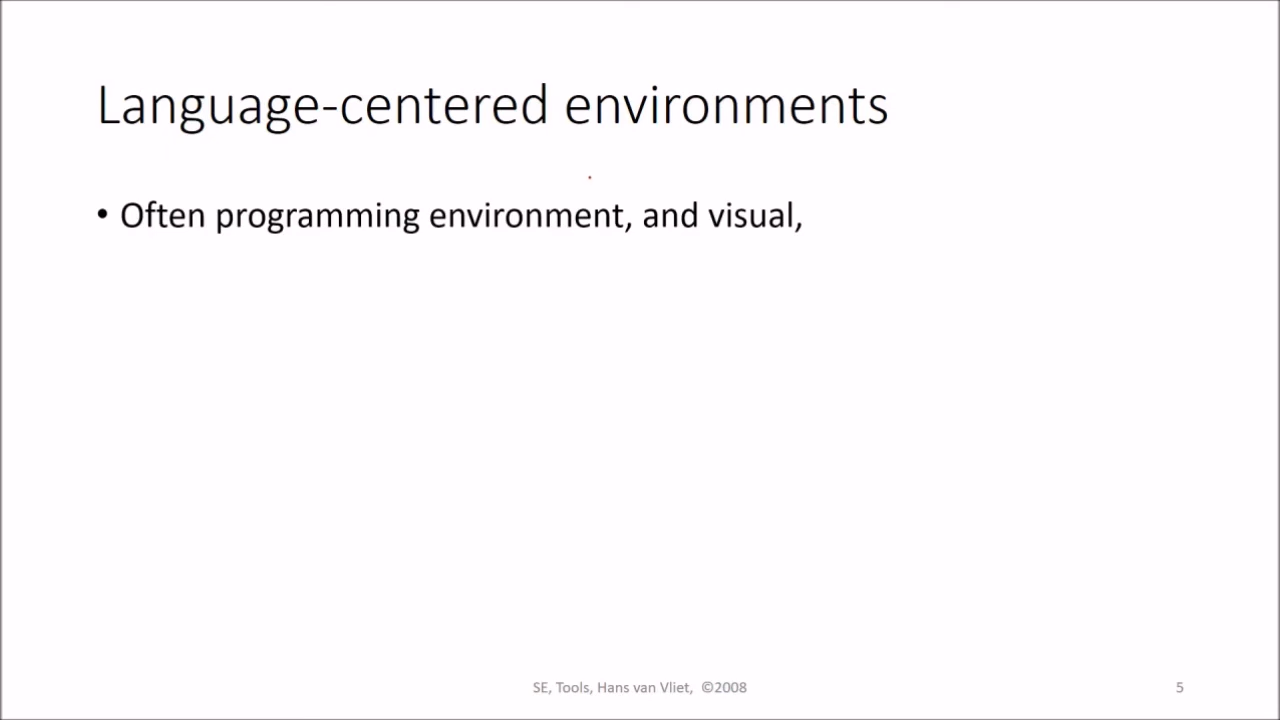 Language-centered environments
• Often programming environment, and visual,
SE, Tools, Hans van Vliet, ©2008
5